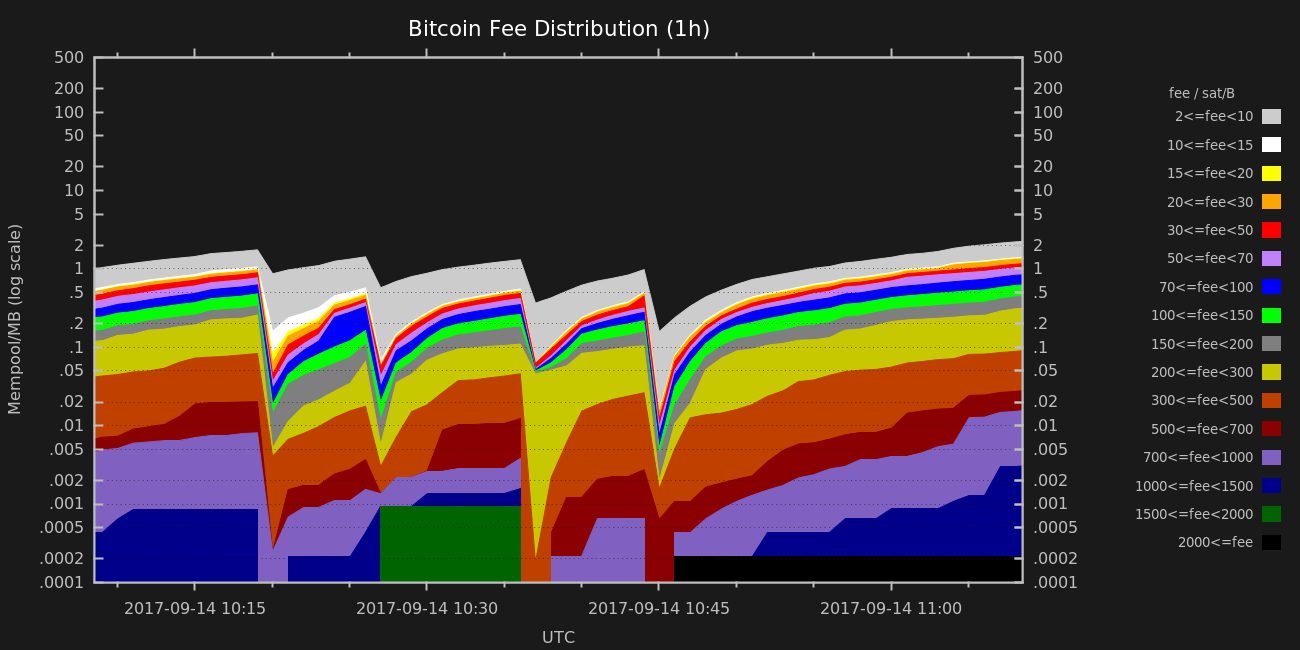 Bitcoin Fee Distribution (1h)
500 500
200 200
100 100
50 50
20 20
10 10
5 5
2 2
1 1
.5 .5
.2 .2
.1 .1
.05 .05
.02 .02
.01 .01
.005 .005
.002 .002
.001 .001
.0005 .0005
.0002 .0002
.0001 .0001
Mempool/MB (log scale)
2017-09-14 10:15 2017-09-14 10:30 2017-09-14 10:45 2017-09-14 11:00
UTC
fee / sat/B
2<=fee<10
10<=fee<15
15<=fee<20
20<=fee<30
30<=fee<50
50<=fee<70
70<=fee<100
100<=fee<150
150<=fee<200
200<=fee<300
300<=fee<500
500<=fee<700
700<=fee<1000
1000<=fee<1500
1500<=fee<2000
2000<=fee